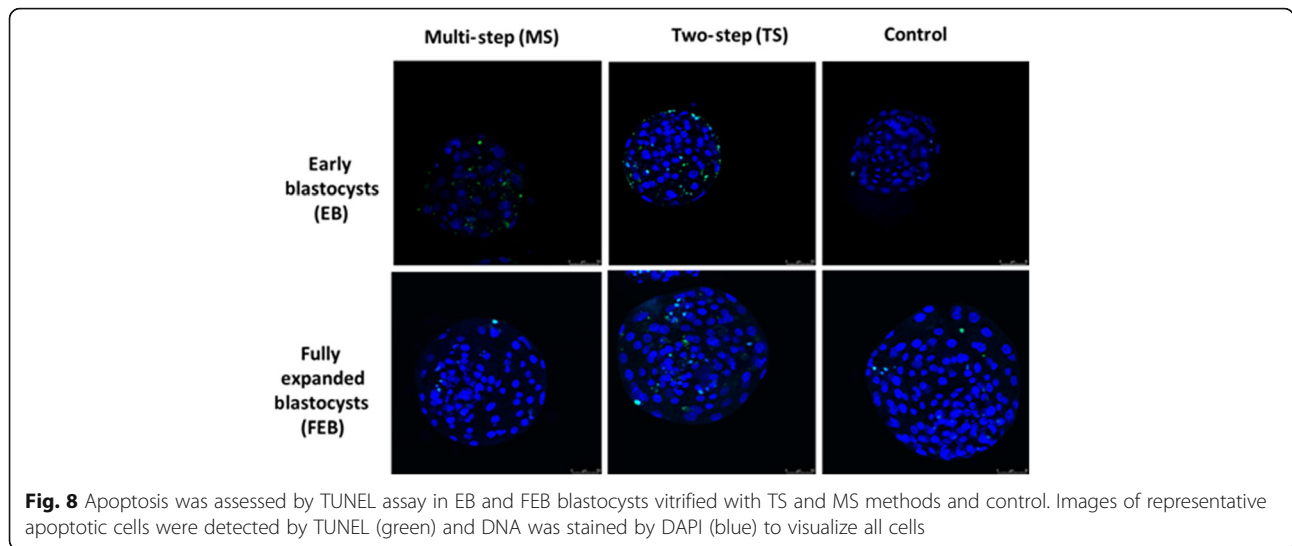 Multi-step (MS)
Two-step (TS)
Control
Early
blastocysts
(EB)
Fully
expanded
blastocysts
(FEB)
Fig. 8 Apoptosis was assessed by TUNEL assay in EB and FEB blastocysts vitrified with TS and MS methods and control. Images of representative
apoptotic cells were detected by TUNEL (green) and DNA was stained by DAPI (blue) to visualize all cells